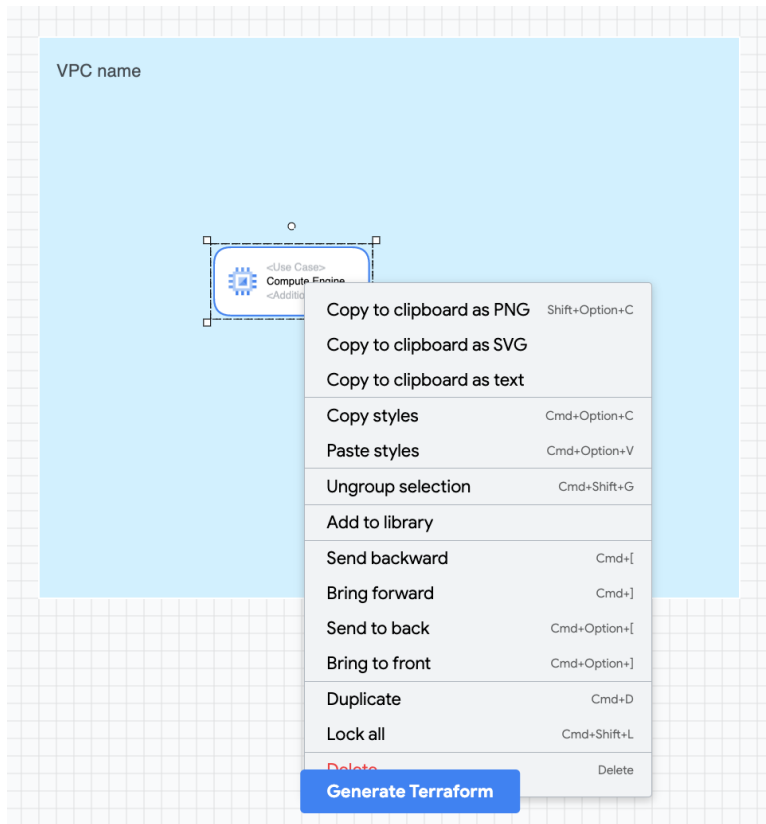 VPC name
<Use Case>
Compute Engine
<Additio
Copy to clipboard as PNG Shift+Option+C
Copy to clipboard as SVG
Copy to clipboard as text
Copy styles Cmd+Option+C
Paste styles Cmd+Option+V
Ungroup selection Cmd+Shift+G
Add to library
Send backward Cmd+[
Bring forward Cmd+]
Send to back Cmd+Option+[
Bring to front Cmd+Option+]
Duplicate Cmd+D
Lock all Cmd+Shift+L
Delete Delete
Generate Terraform